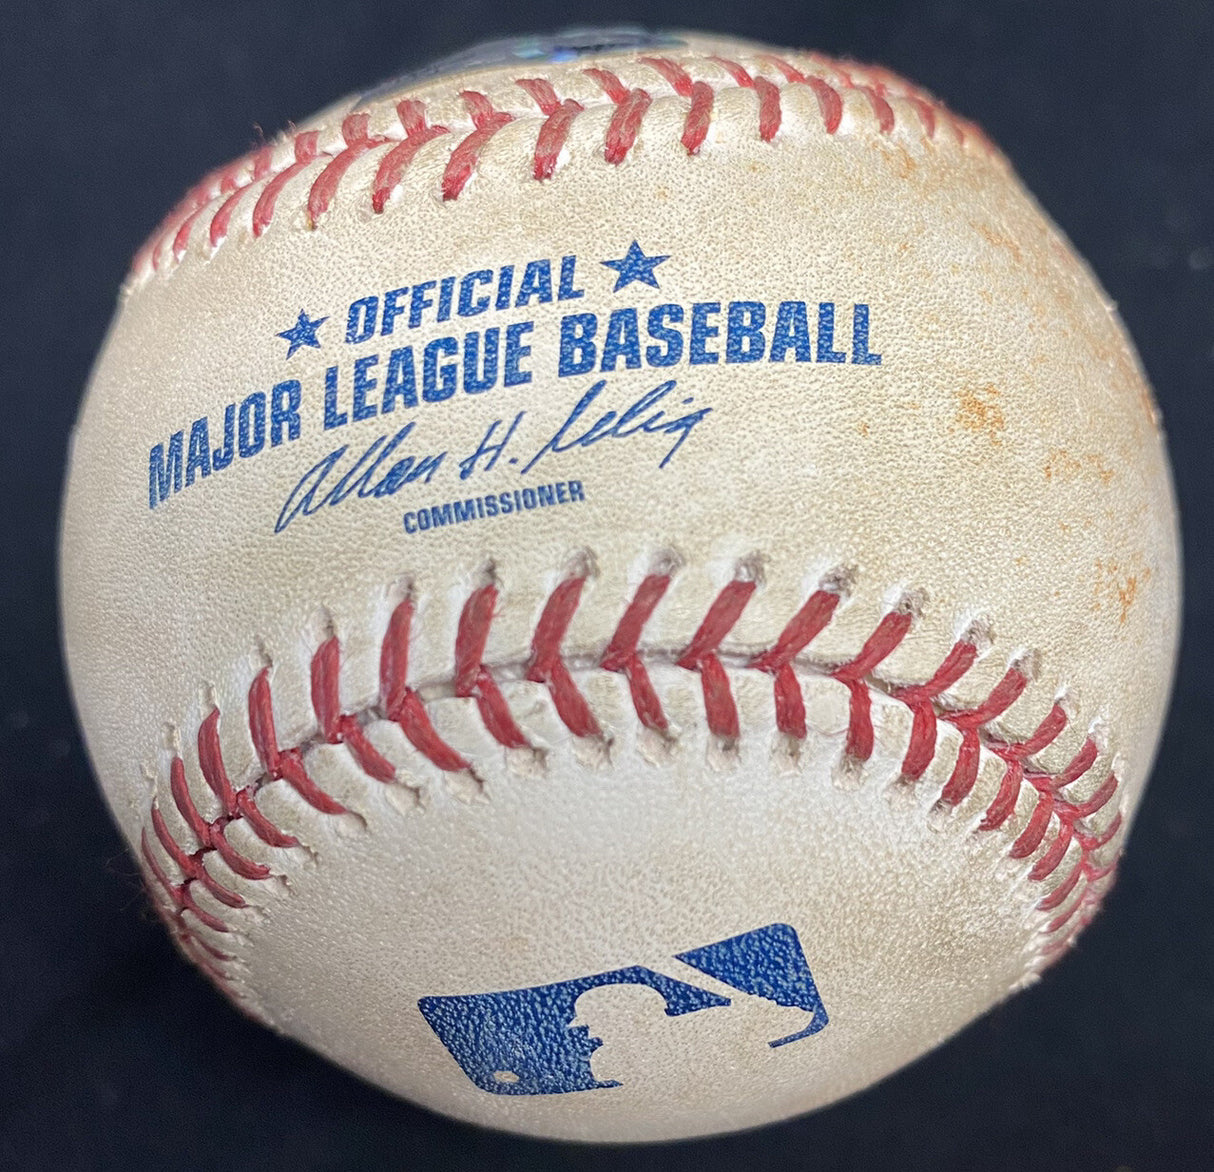 ★ OFFICIAL ★
MAJOR LEAGUE BASEBALL
Allan H. Selig
COMMISSIONER